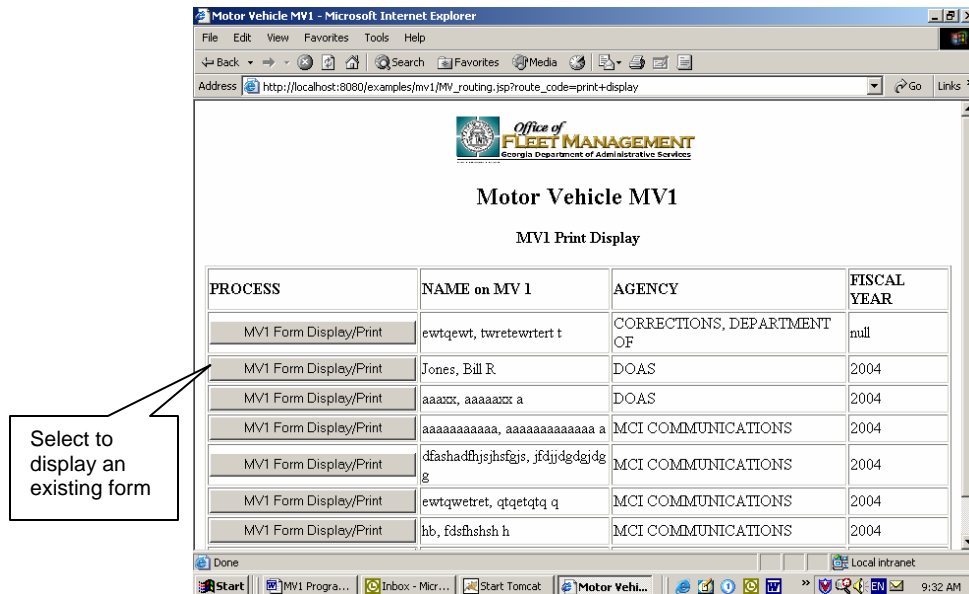 Motor Vehicle MV1 - Microsoft Internet Explorer
File Edit View Favorites Tools Help
Back Search Favorites Media
Address http://localhost:8080/examples/mv1/MV_routing.jsp?route_code=print+display Go Links
Office of
FLEET MANAGEMENT
Georgia Department of Administrative Services
Motor Vehicle MV1
MV1 Print Display
PROCESS NAME on MV 1 AGENCY FISCAL
YEAR
MV1 Form Display/Print ewtqewt, twretewrtert t CORRECTIONS, DEPARTMENT
OF null
MV1 Form Display/Print Jones, Bill R DOAS 2004
MV1 Form Display/Print aaaxx, aaaaaxx a DOAS 2004
MV1 Form Display/Print aaaaaaaaaaa, aaaaaaaaaaaaa a MCI COMMUNICATIONS 2004
MV1 Form Display/Print dfashadfhjsjhsfgjs, jfdjjdgdgjdg
g MCI COMMUNICATIONS 2004
MV1 Form Display/Print ewtqwetret, qtqetqtq q MCI COMMUNICATIONS 2004
MV1 Form Display/Print hb, fdsfhshsh h MCI COMMUNICATIONS 2004
Select to
display an
existing form
Done Local intranet
Start MV1 Progra... Inbox - Micr... Start Tomcat Motor Vehi... » EN 9:32 AM